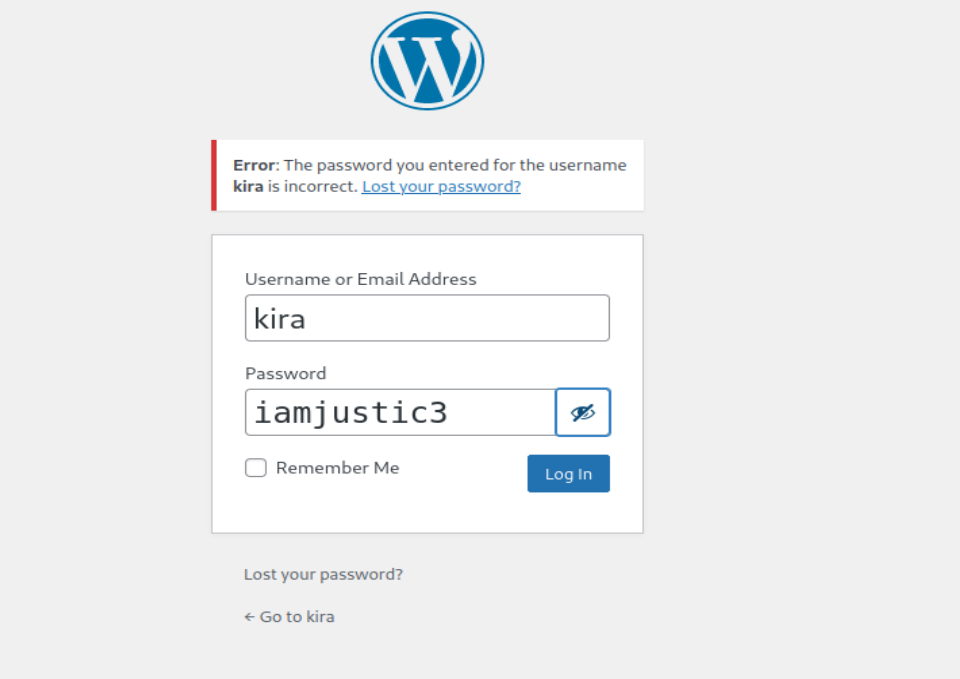 Error: The password you entered for the username
kira is incorrect. Lost your password?
Username or Email Address
kira
Password
iamjustic3
Remember Me
Log In
Lost your password?
← Go to kira